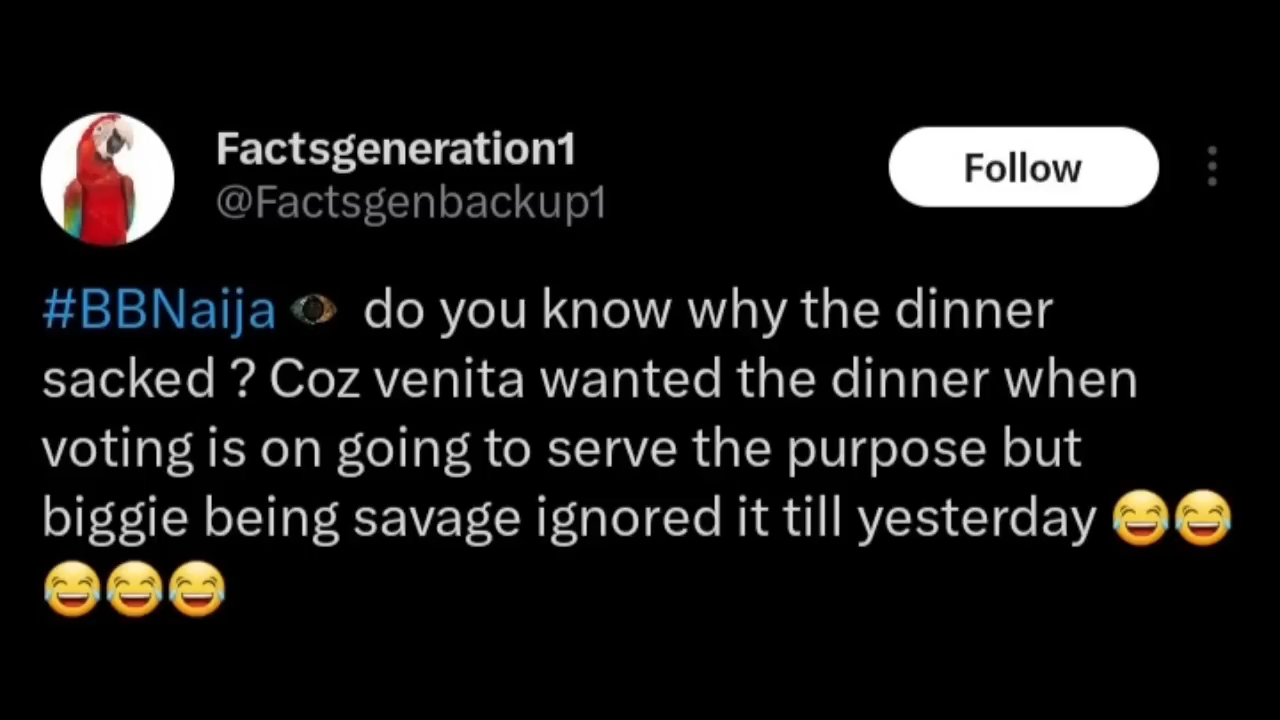 Factsgeneration1
@Factsgenbackup1
Follow
#BBNaija👁 do you know why the dinner
sacked ? Coz venita wanted the dinner when
voting is on going to serve the purpose but
biggie being savage ignored it till yesterday 😂😂
😂😂😂